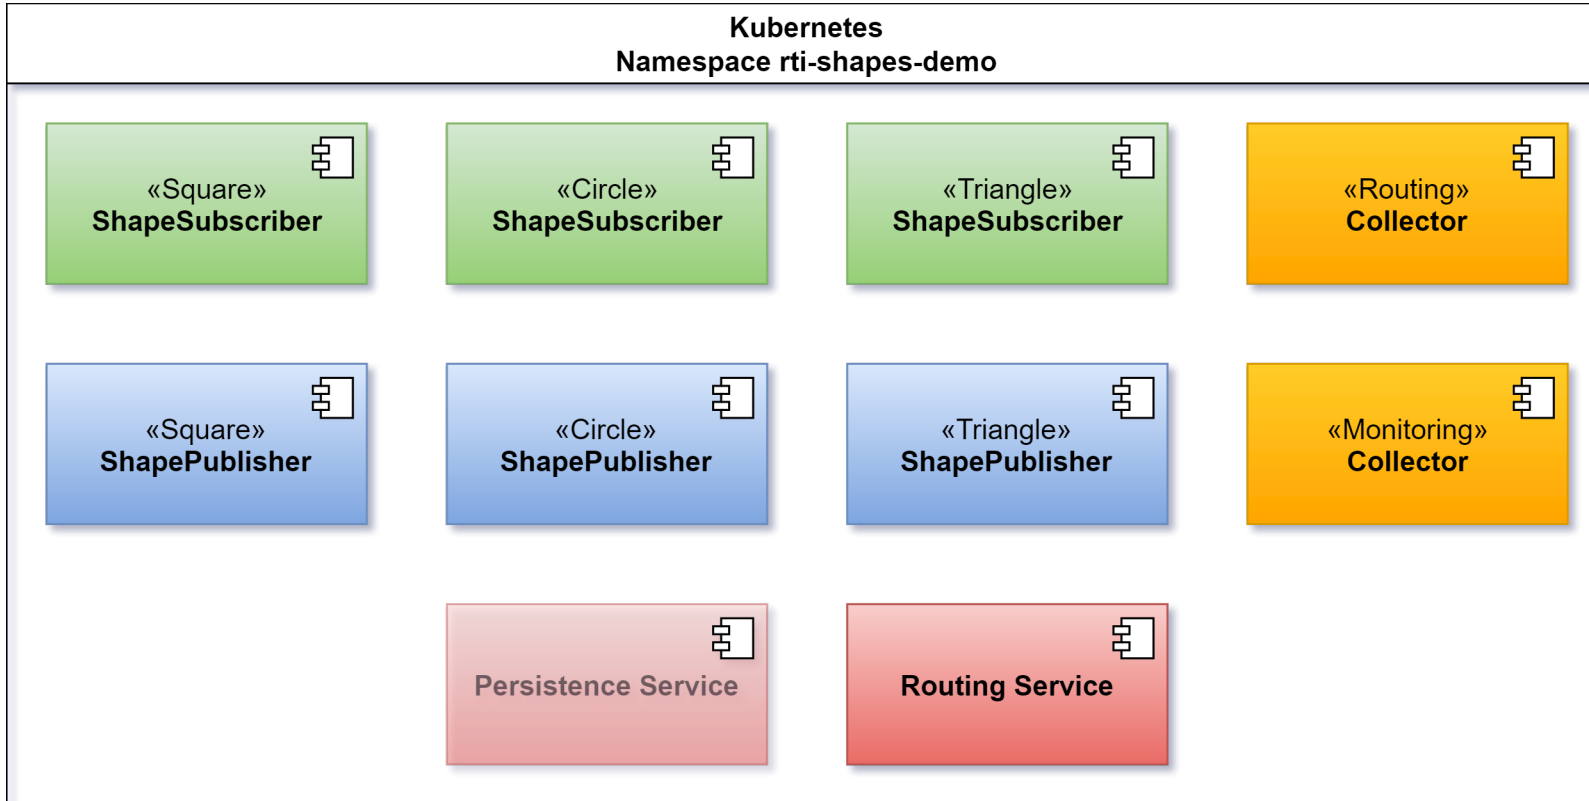 Kubernetes
Namespace rti-shapes-demo
«Square»
ShapeSubscriber
«Circle»
ShapeSubscriber
«Triangle»
ShapeSubscriber
«Routing»
Collector
«Square»
ShapePublisher
«Circle»
ShapePublisher
«Triangle»
ShapePublisher
«Monitoring»
Collector
Persistence Service
Routing Service